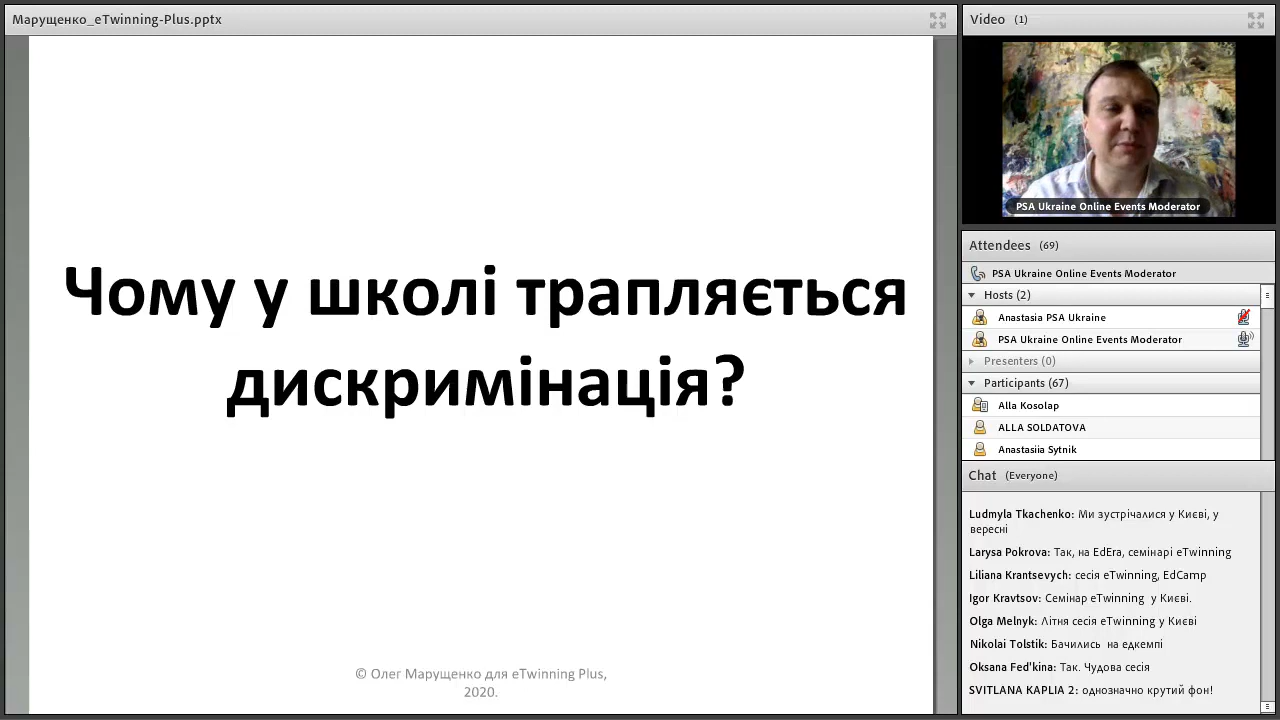 Марущенко_eTwinning-Plus.pptx
Чому у школі трапляється
дискримінація?
© Олег Марущенко для eTwinning Plus,
2020.
Video (1)
PSA Ukraine Online Events Moderator
Attendees (69)
PSA Ukraine Online Events Moderator
Hosts (2)
Anastasia PSA Ukraine
PSA Ukraine Online Events Moderator
Presenters (0)
Participants (67)
Alla Kosolap
ALLA SOLDATOVA
Anastasiia Sytnik
Chat (Everyone)
Ludmyla Tkachenko: Ми зустрічалися у Києві, у
вересні
Larysa Pokrova: Так, на EdEra, семінарі eTwinning
Liliana Krantsevych: сесія eTwinning, EdCamp
Igor Kravtsov: Семінар eTwinning у Києві.
Olga Melnyk: Літня сесія eTwinning у Києві
Nikolai Tolstik: Бачились на едкемпі
Oksana Fed'kina: Так. Чудова сесія
SVITLANA KAPLIA 2: однозначно крутий фон!